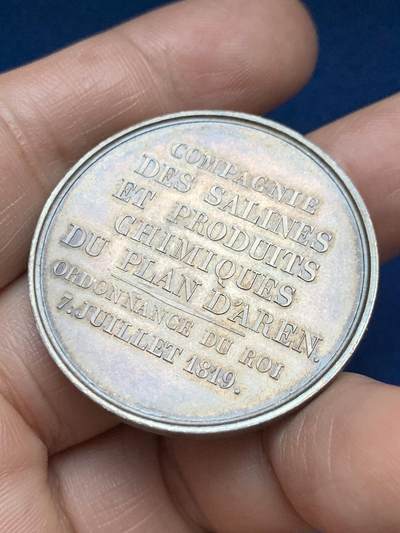 COMPAGNIE
DES SALINES
ET PRODUITS
CHIMIQUES
DU PLAN D'AREN.
ORDONNANCE DU ROI
7. JUILLET 1819.